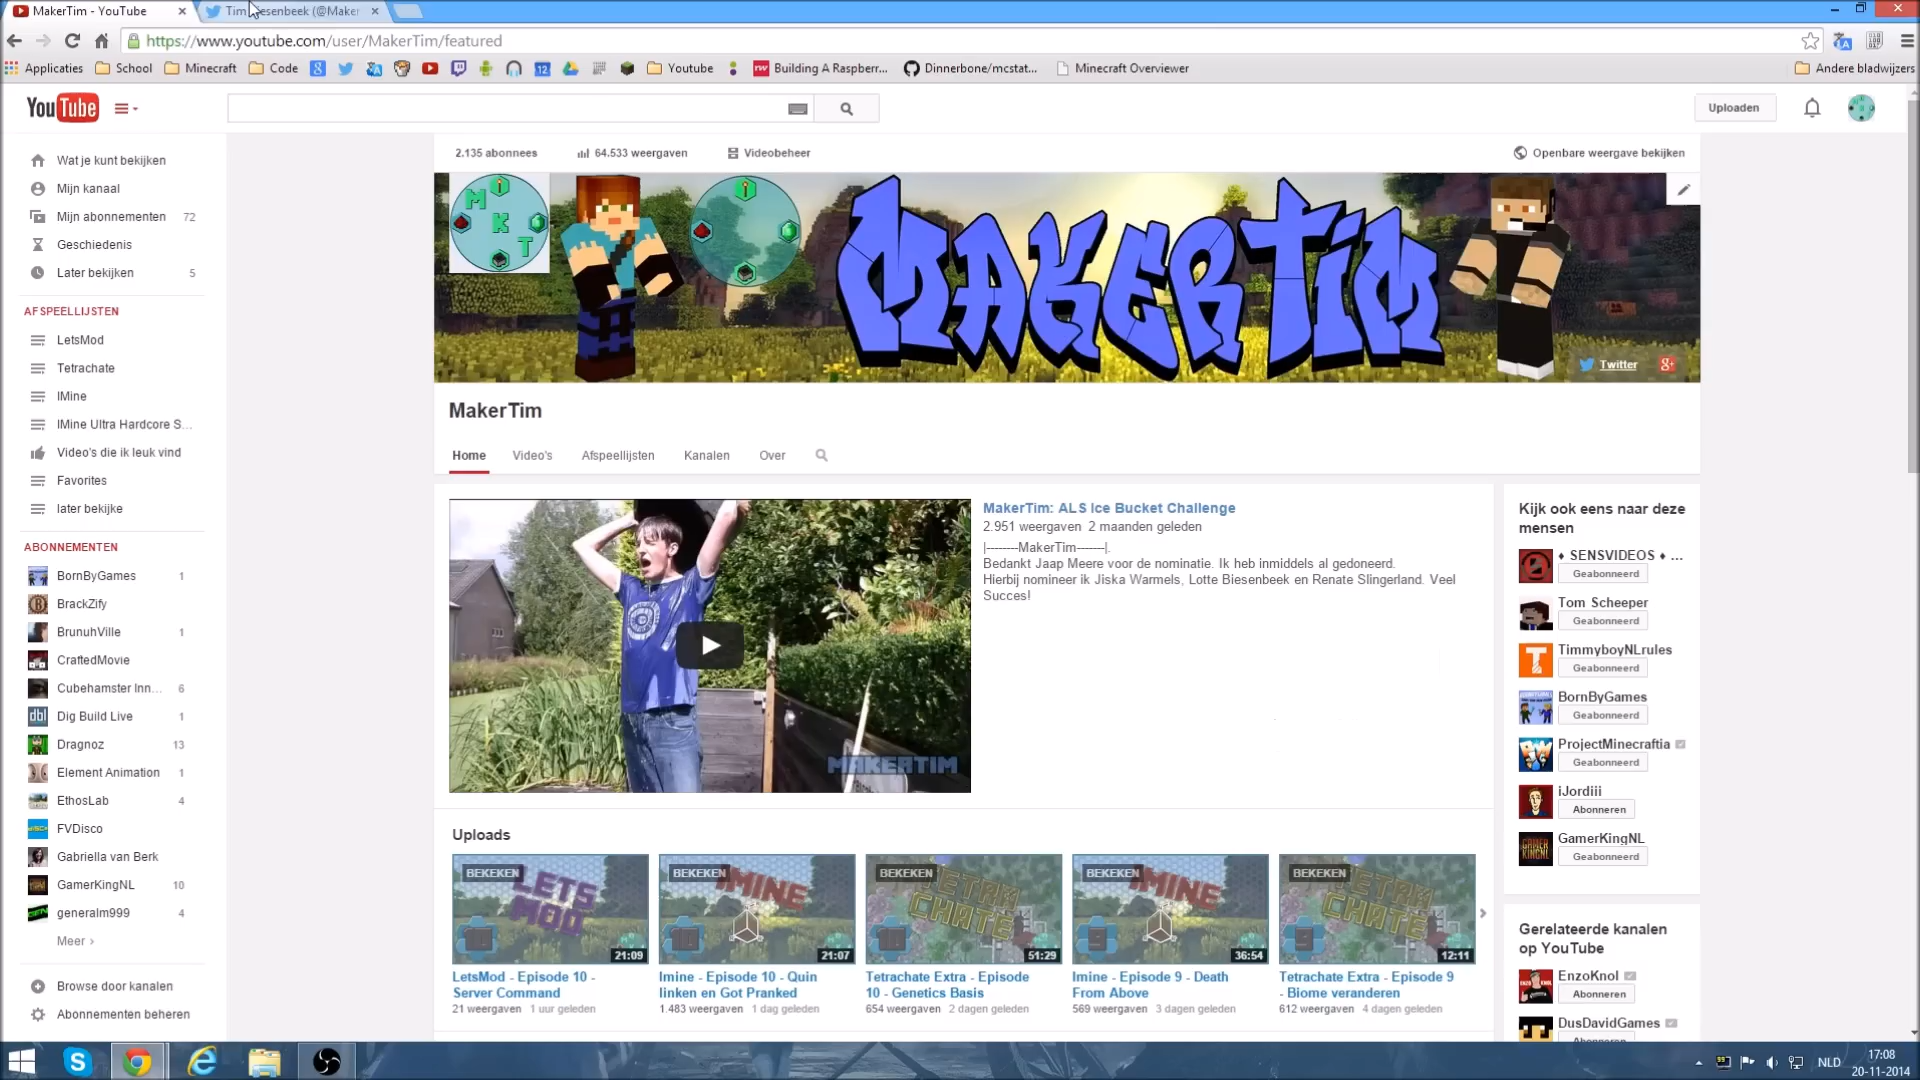 MakerTim - YouTube
Tim Biesenbeek (@Maker
https://www.youtube.com/user/MakerTim/featured
Applicaties School Minecraft Code Youtube Building A Raspberr... Dinnerbone/mcstat... Minecraft Overviewer Andere bladwijzers
YouTube
Uploaden
2.135 abonnees 64.533 weergaven Videobeheer Openbare weergave bekijken
M K T
MAKERTIM
Twitter
MakerTim
Home Video's Afspeellijsten Kanalen Over
Wat je kunt bekijken
Mijn kanaal
Mijn abonnementen 72
Geschiedenis
Later bekijken 5
AFSPEELLIJSTEN
LetsMod
Tetrachate
IMine
IMine Ultra Hardcore S...
Video's die ik leuk vind
Favorites
later bekijke
ABONNEMENTEN
BornByGames 1
BrackZify
BrunuhVille 1
CraftedMovie
Cubehamster Inn... 6
Dig Build Live 1
Dragnoz 13
Element Animation 1
EthosLab 4
FVDisco
Gabriella van Berk
GamerKingNL 10
generalm999 4
Meer ›
Browse door kanalen
Abonnementen beheren
MAKERTIM
MakerTim: ALS Ice Bucket Challenge
2.951 weergaven 2 maanden geleden
|--------MakerTim-------|.
Bedankt Jaap Meere voor de nominatie. Ik heb inmiddels al gedoneerd.
Hierbij nomineer ik Jiska Warmels, Lotte Biesenbeek en Renate Slingerland. Veel
Succes!
Uploads
BEKEKEN
LETS MOD
21:09
LetsMod - Episode 10 -
Server Command
21 weergaven 1 uur geleden
BEKEKEN
IMINE
21:07
Imine - Episode 10 - Quin
linken en Got Pranked
1.483 weergaven 1 dag geleden
BEKEKEN
TETRA CHATE
51:29
Tetrachate Extra - Episode
10 - Genetics Basis
654 weergaven 2 dagen geleden
BEKEKEN
IMINE
36:54
Imine - Episode 9 - Death
From Above
569 weergaven 3 dagen geleden
BEKEKEN
TETRA CHATE
12:11
Tetrachate Extra - Episode 9
- Biome veranderen
612 weergaven 4 dagen geleden
Kijk ook eens naar deze
mensen
♦ SENSVIDEOS ♦ ...
Geabonneerd
Tom Scheeper
Geabonneerd
TimmyboyNLrules
Geabonneerd
BornByGames
Geabonneerd
ProjectMinecraftia
Geabonneerd
iJordiii
Abonneren
GamerKingNL
Geabonneerd
Gerelateerde kanalen
op YouTube
EnzoKnol
Abonneren
DusDavidGames
Abonneren
NLD
17:08
20-11-2014